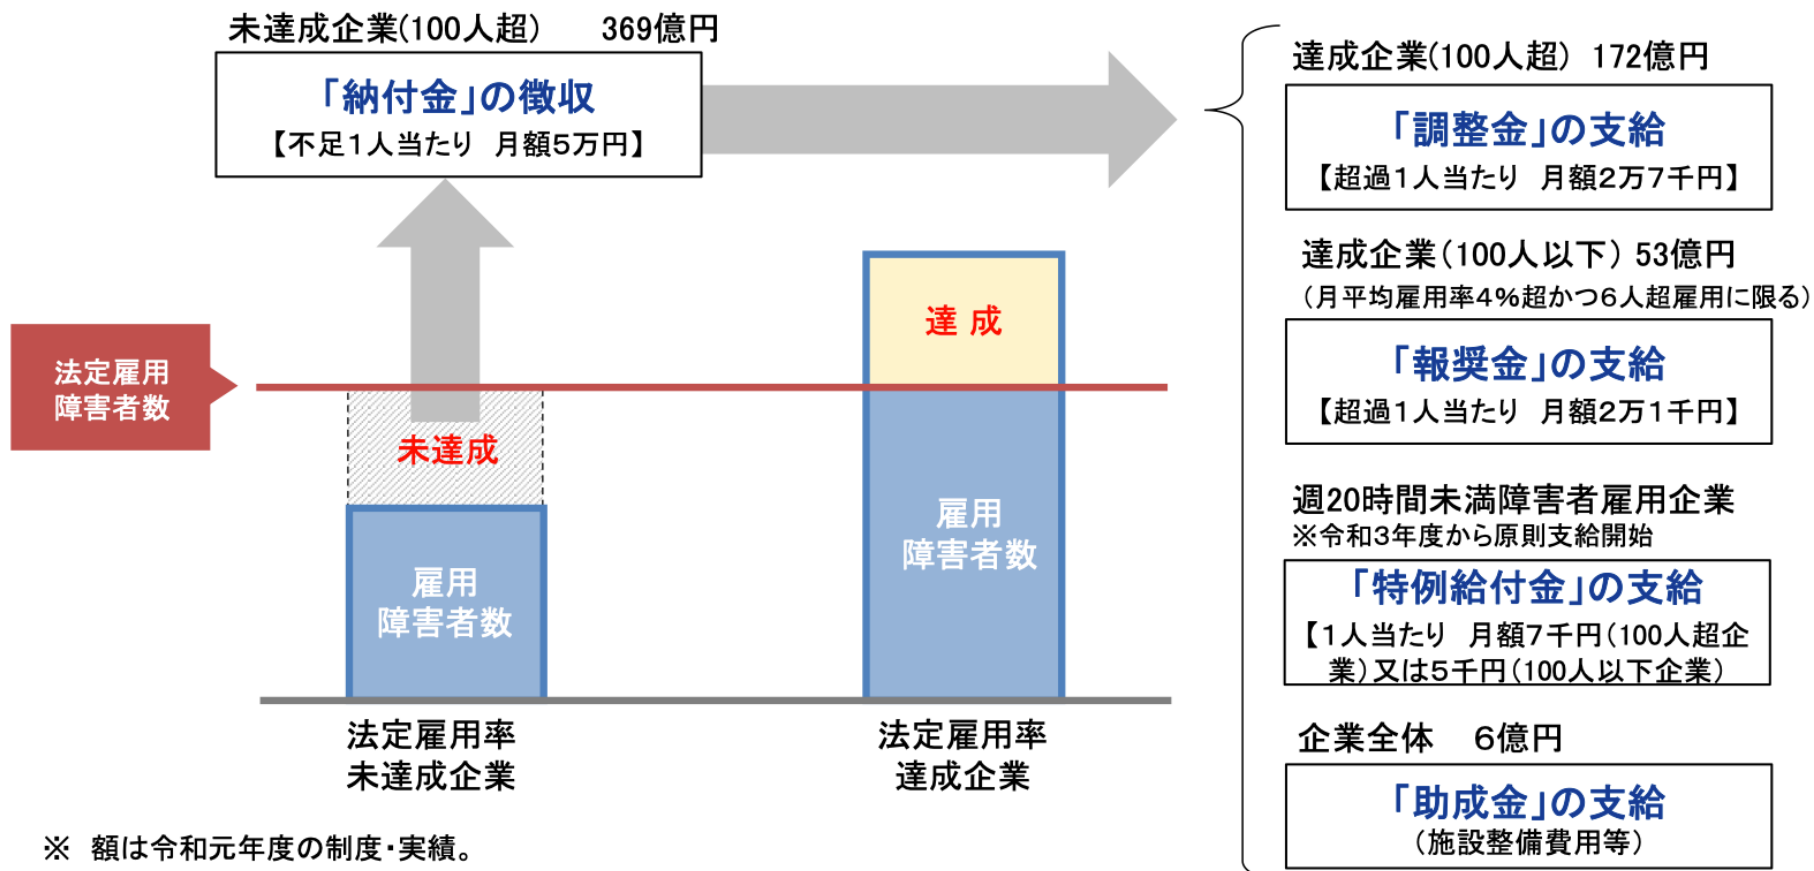 未達成企業(100人超)　369億円
「納付金」の徴収
【不足１人当たり　月額５万円】
達成企業(100人超) 172億円
「調整金」の支給
【超過１人当たり　月額２万７千円】
達成企業(100人以下) 53億円
（月平均雇用率４％超かつ６人超雇用に限る）
「報奨金」の支給
【超過１人当たり　月額２万１千円】
週20時間未満障害者雇用企業
※令和３年度から原則支給開始
「特例給付金」の支給
【１人当たり　月額７千円(100人超企
業)又は５千円(100人以下企業)
企業全体　６億円
「助成金」の支給
（施設整備費用等）
法定雇用
障害者数
未達成
雇用
障害者数
達 成
雇用
障害者数
法定雇用率
未達成企業
法定雇用率
達成企業
※ 額は令和元年度の制度・実績。